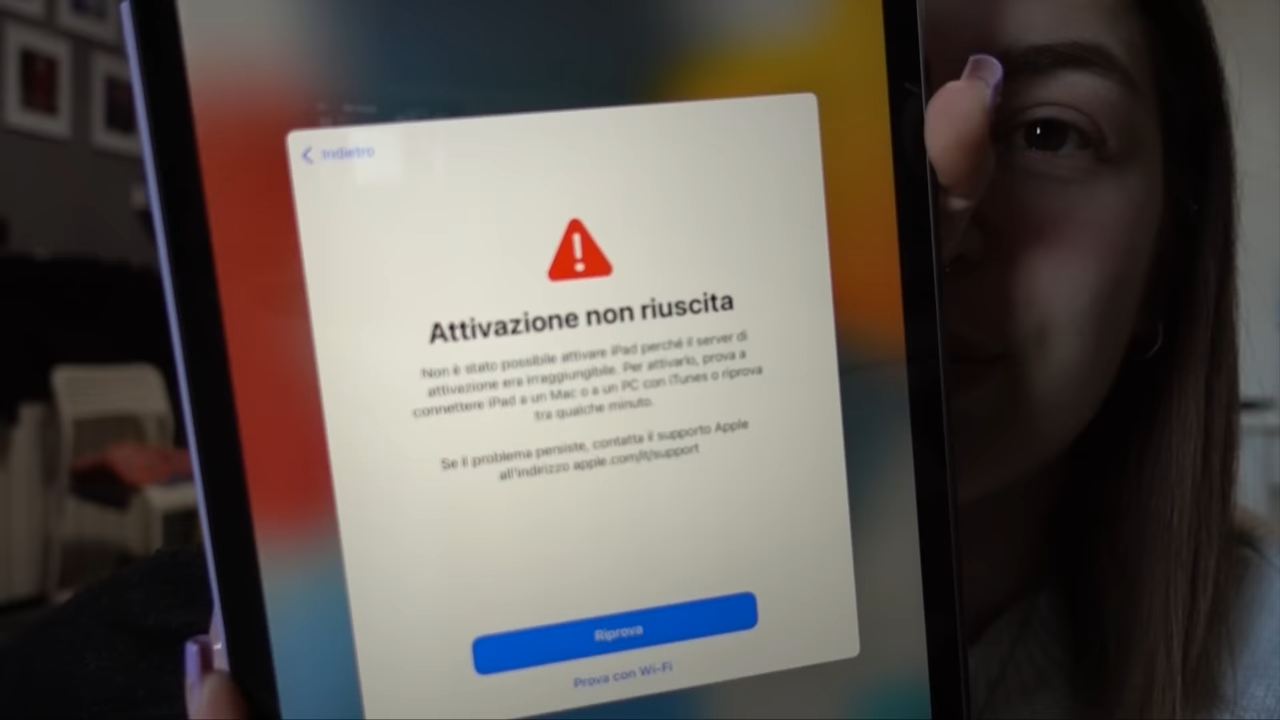 Indietro
Attivazione non riuscita
Non è stato possibile attivare iPad perché il server di
attivazione era irraggiungibile. Per attivarlo, prova a
connettere iPad a un Mac o a un PC con iTunes o riprova
tra qualche minuto.
Se il problema persiste, contatta il supporto Apple
all'indirizzo apple.com/it/support
Riprova
Prova con Wi-Fi